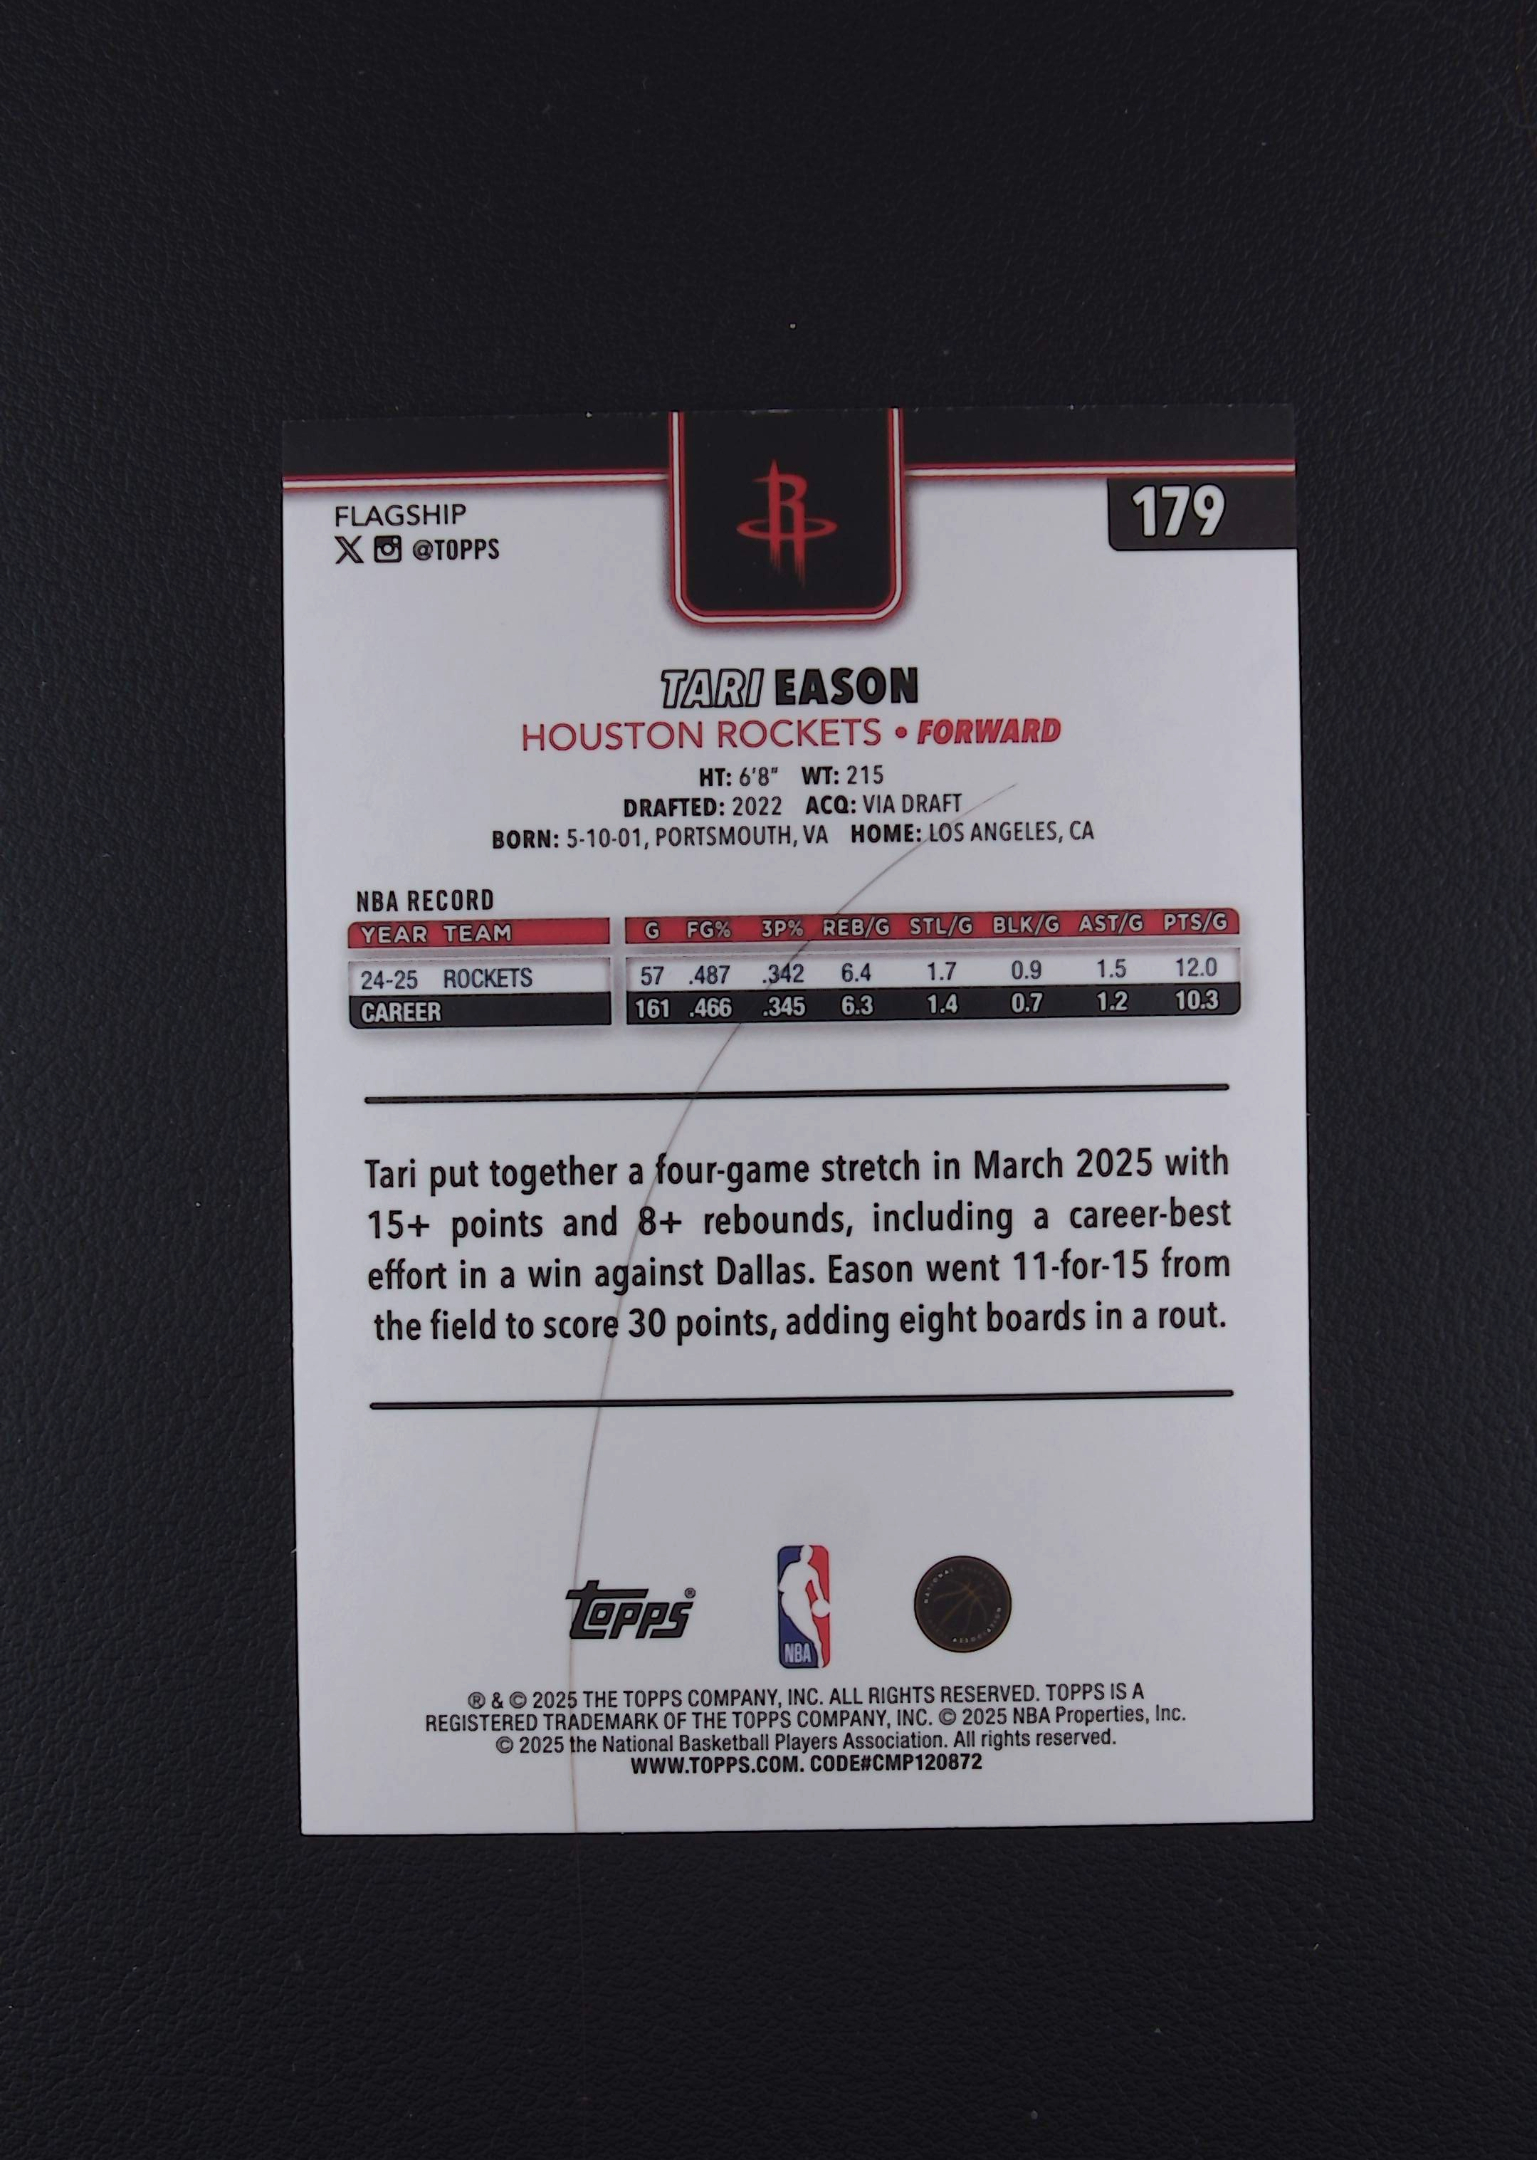 FLAGSHIP
179
@TOPPS
TARI EASON
HOUSTON ROCKETS • FORWARD
HT: 6'8" WT: 215
DRAFTED: 2022 ACQ: VIA DRAFT
BORN: 5-10-01, PORTSMOUTH, VA HOME: LOS ANGELES, CA
NBA RECORD
YEAR TEAM G FG% 3P% REB/G STL/G BLK/G AST/G PTS/G
24-25 ROCKETS 57 .487 .342 6.4 1.7 0.9 1.5 12.0
CAREER 161 .466 .345 6.3 1.4 0.7 1.2 10.3
Tari put together a four-game stretch in March 2025 with
15+ points and 8+ rebounds, including a career-best
effort in a win against Dallas. Eason went 11-for-15 from
the field to score 30 points, adding eight boards in a rout.
Topps®
NBA
® & © 2025 THE TOPPS COMPANY, INC. ALL RIGHTS RESERVED. TOPPS IS A
REGISTERED TRADEMARK OF THE TOPPS COMPANY, INC. © 2025 NBA Properties, Inc.
© 2025 the National Basketball Players Association. All rights reserved.
WWW.TOPPS.COM. CODE#CMP120872